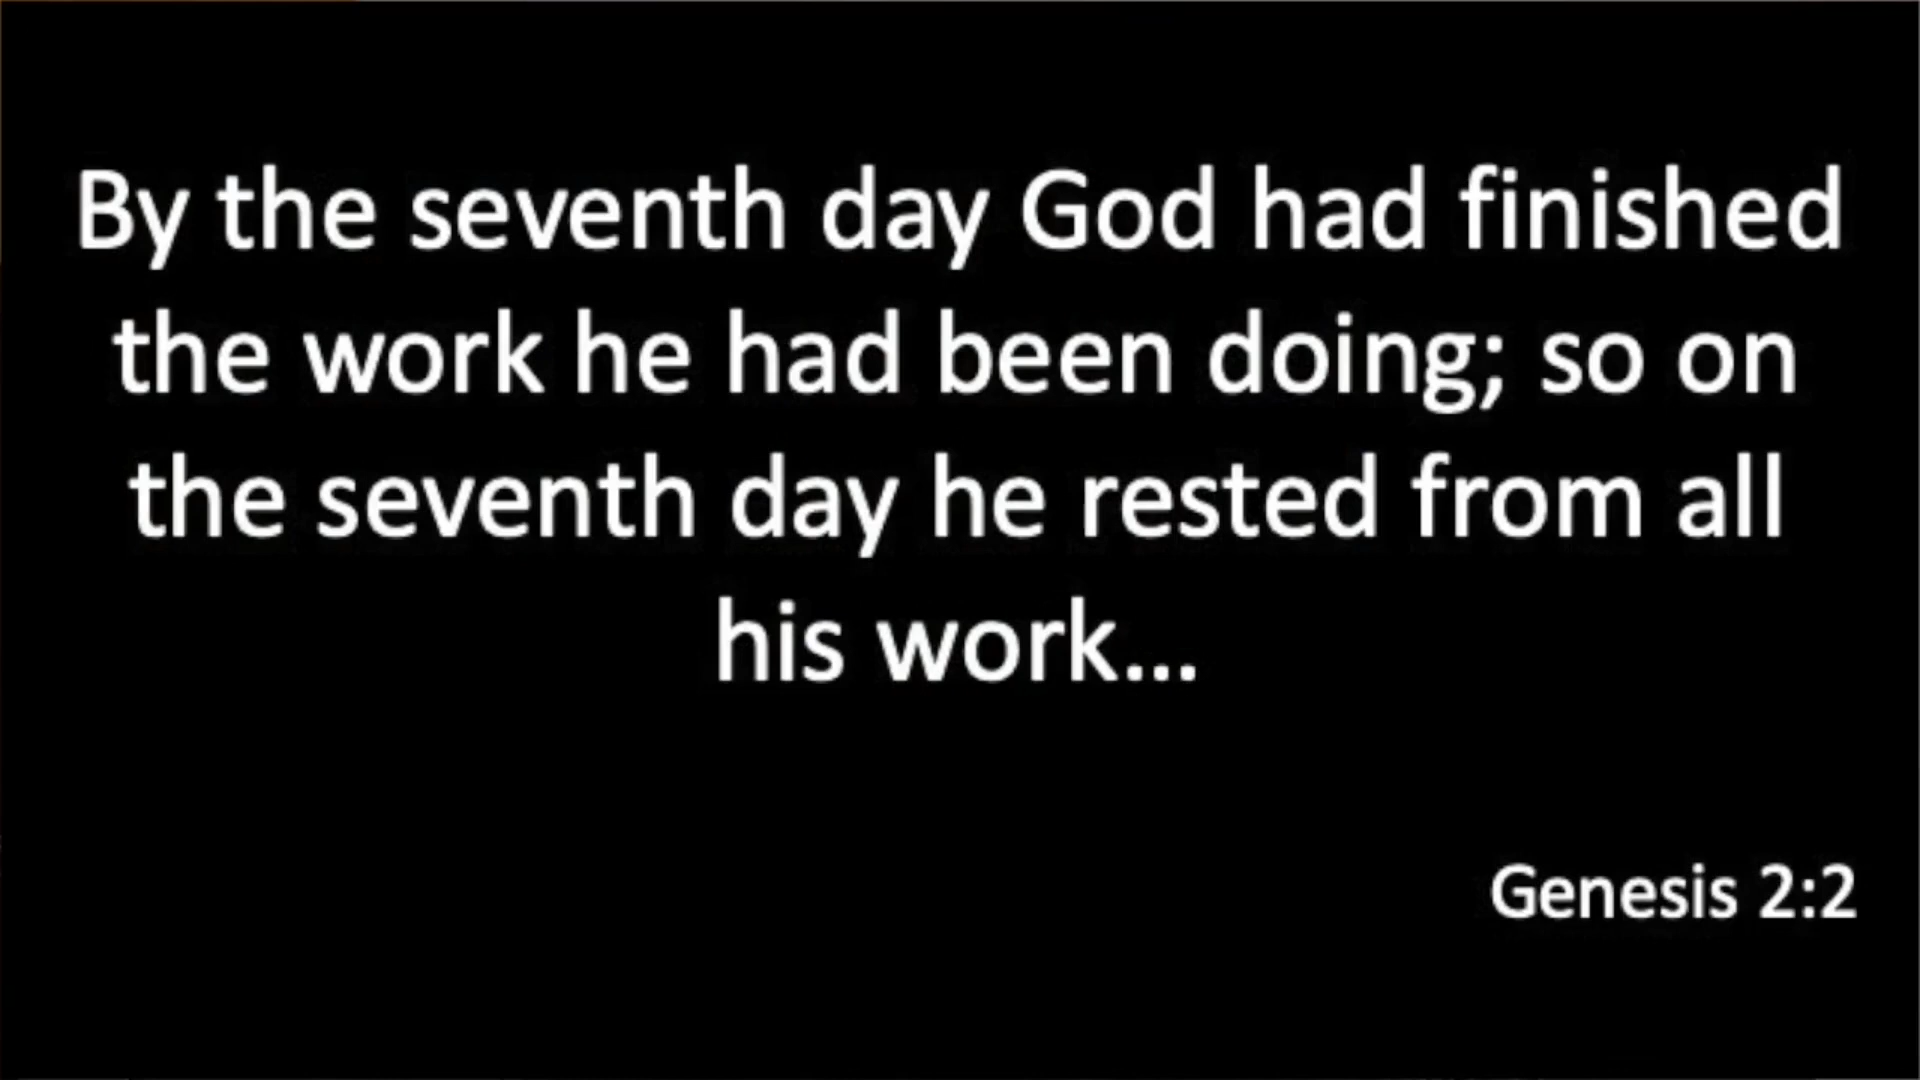 By the seventh day God had finished
the work he had been doing; so on
the seventh day he rested from all
his work...
Genesis 2:2